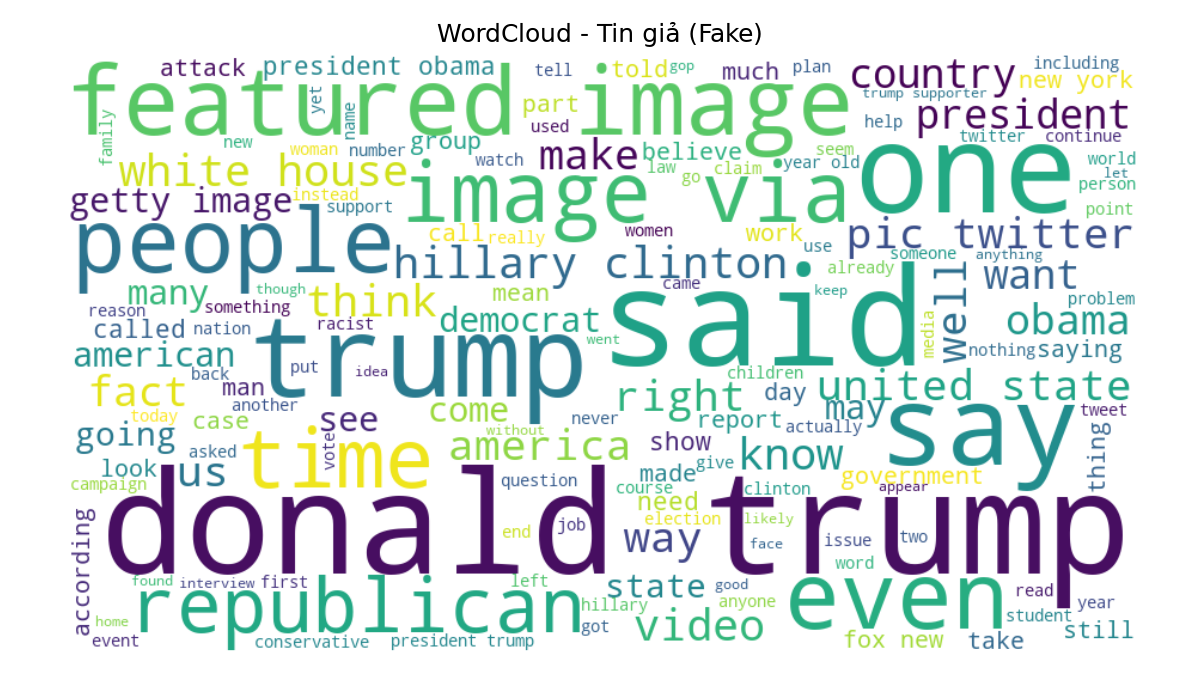 WordCloud - Tin giả (Fake)
attack president obama tell told gop much plan country including new york
featured image
yet name part used trump supporter president
family new woman number group watch make believe law go claim seem year old help twitter continue world let
white house image via one person point
getty image instead support call really women work use pic twitter someone anything
people hillary clinton already want
many though something think mean came keep said well problem
reason called nation racist democrat went media obama
american back trump put idea children nothing saying
fact man another right day united state
today case see come never report may say tweet
going asked vote time america without show know actually thing
look us question made give course clinton government appear
campaign donald trump need election likely
according end job way face issue two word
found interview first left state good even read year
home republican hillary anyone student
event conservative president trump got video fox new take still